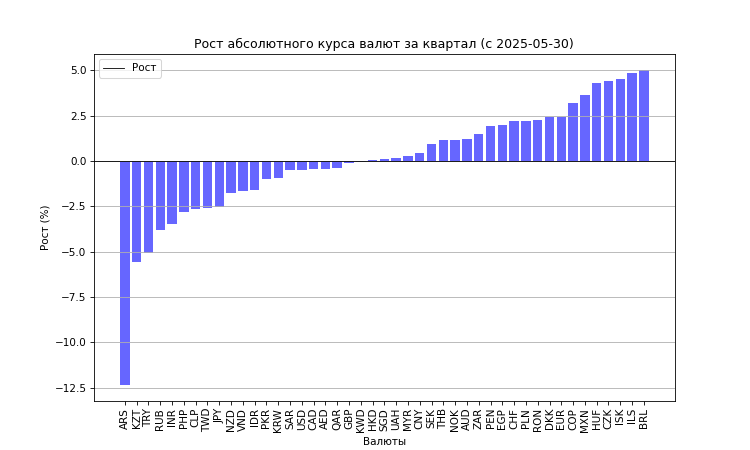 Рост абсолютного курса валют за квартал (с 2025-05-30)
Рост
5.0
2.5
0.0
−2.5
−5.0
−7.5
−10.0
−12.5
Рост (%)
ARS KZT TRY RUB INR PHP CLP TWD JPY NZD VND IDR PKR KRW SAR USD CAD AED QAR GBP KWD HKD SGD UAH MYR CNY SEK THB NOK AUD ZAR PEN EGP CHF PLN RON DKK EUR COP MXN HUF CZK ISK ILS BRL
Валюты